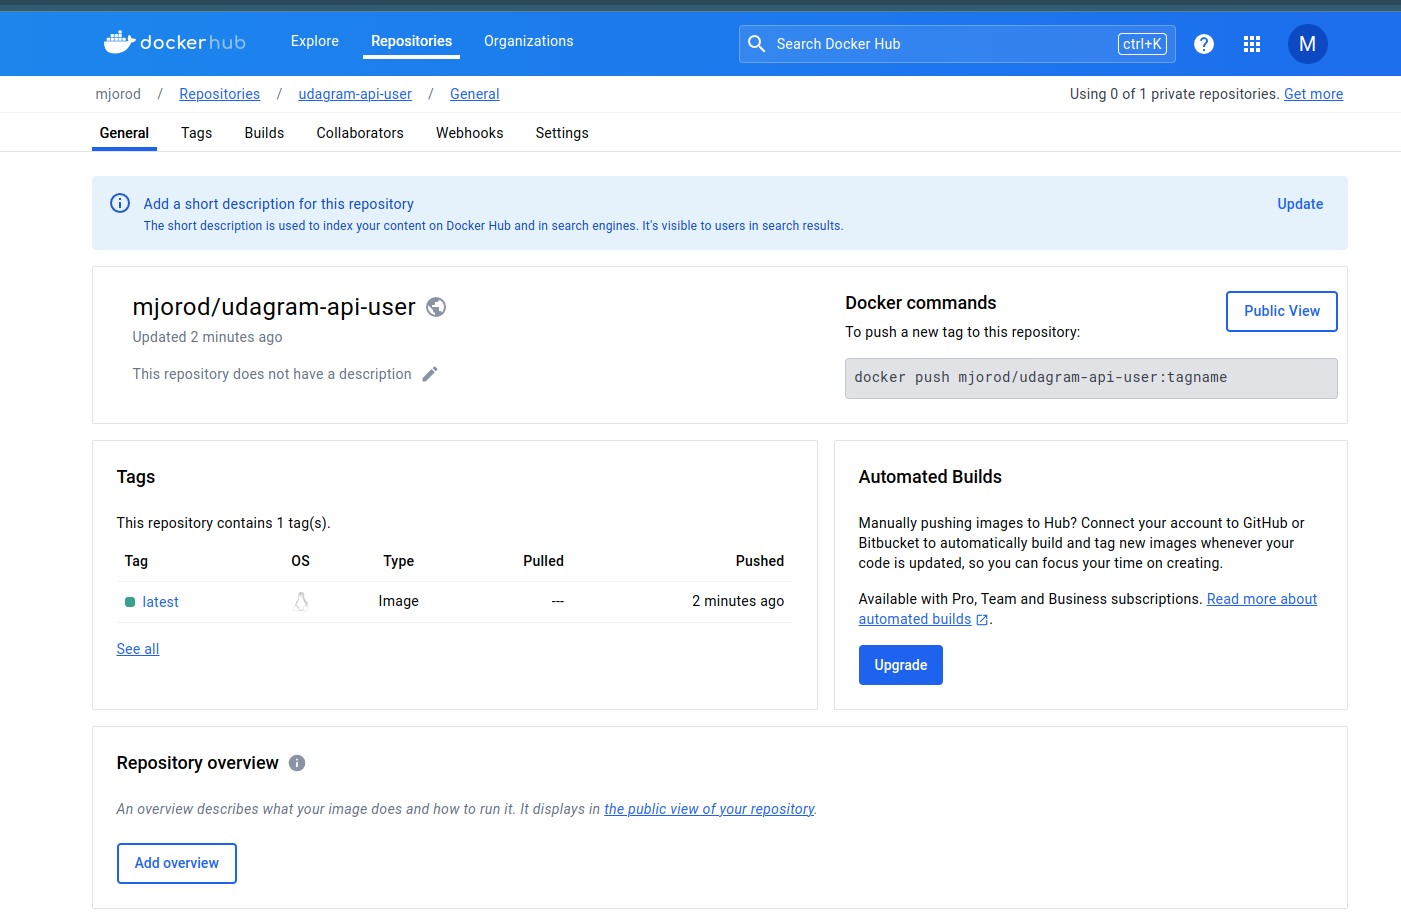 dockerhub
Explore
Repositories
Organizations
Search Docker Hub
ctrl+K
?
M
mjorod / Repositories / udagram-api-user / General
Using 0 of 1 private repositories. Get more
General
Tags
Builds
Collaborators
Webhooks
Settings
Add a short description for this repository
The short description is used to index your content on Docker Hub and in search engines. It's visible to users in search results.
Update
mjorod/udagram-api-user
Updated 2 minutes ago
This repository does not have a description
Docker commands
To push a new tag to this repository:
Public View
docker push mjorod/udagram-api-user:tagname
Tags
This repository contains 1 tag(s).
Tag OS Type Pulled Pushed
latest Image --- 2 minutes ago
See all
Automated Builds
Manually pushing images to Hub? Connect your account to GitHub or
Bitbucket to automatically build and tag new images whenever your
code is updated, so you can focus your time on creating.
Available with Pro, Team and Business subscriptions. Read more about
automated builds.
Upgrade
Repository overview
An overview describes what your image does and how to run it. It displays in the public view of your repository.
Add overview